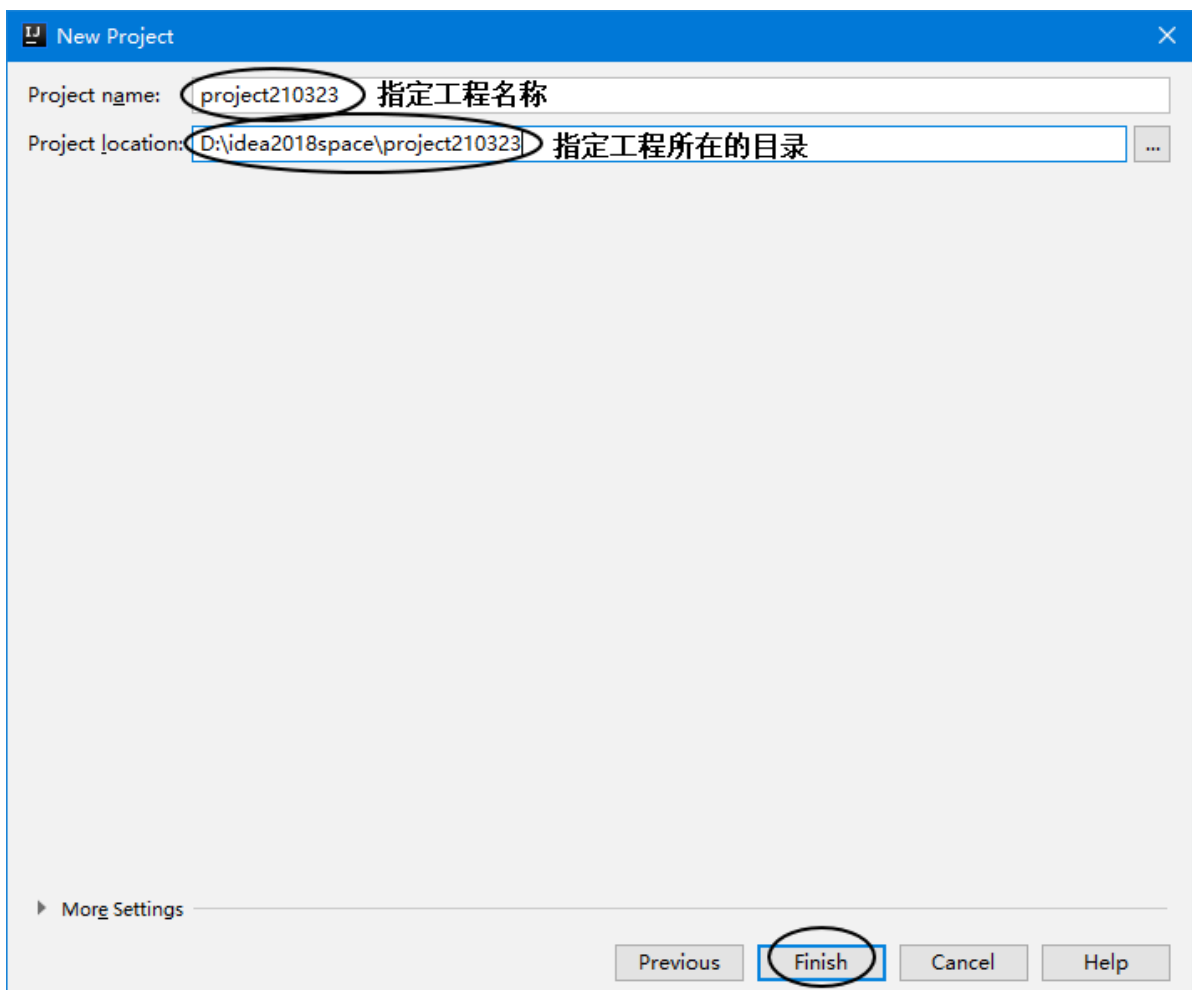 New Project
Project name: project210323 指定工程名称
Project location: D:\idea2018space\project210323 指定工程所在的目录 ...
More Settings
Previous Finish Cancel Help